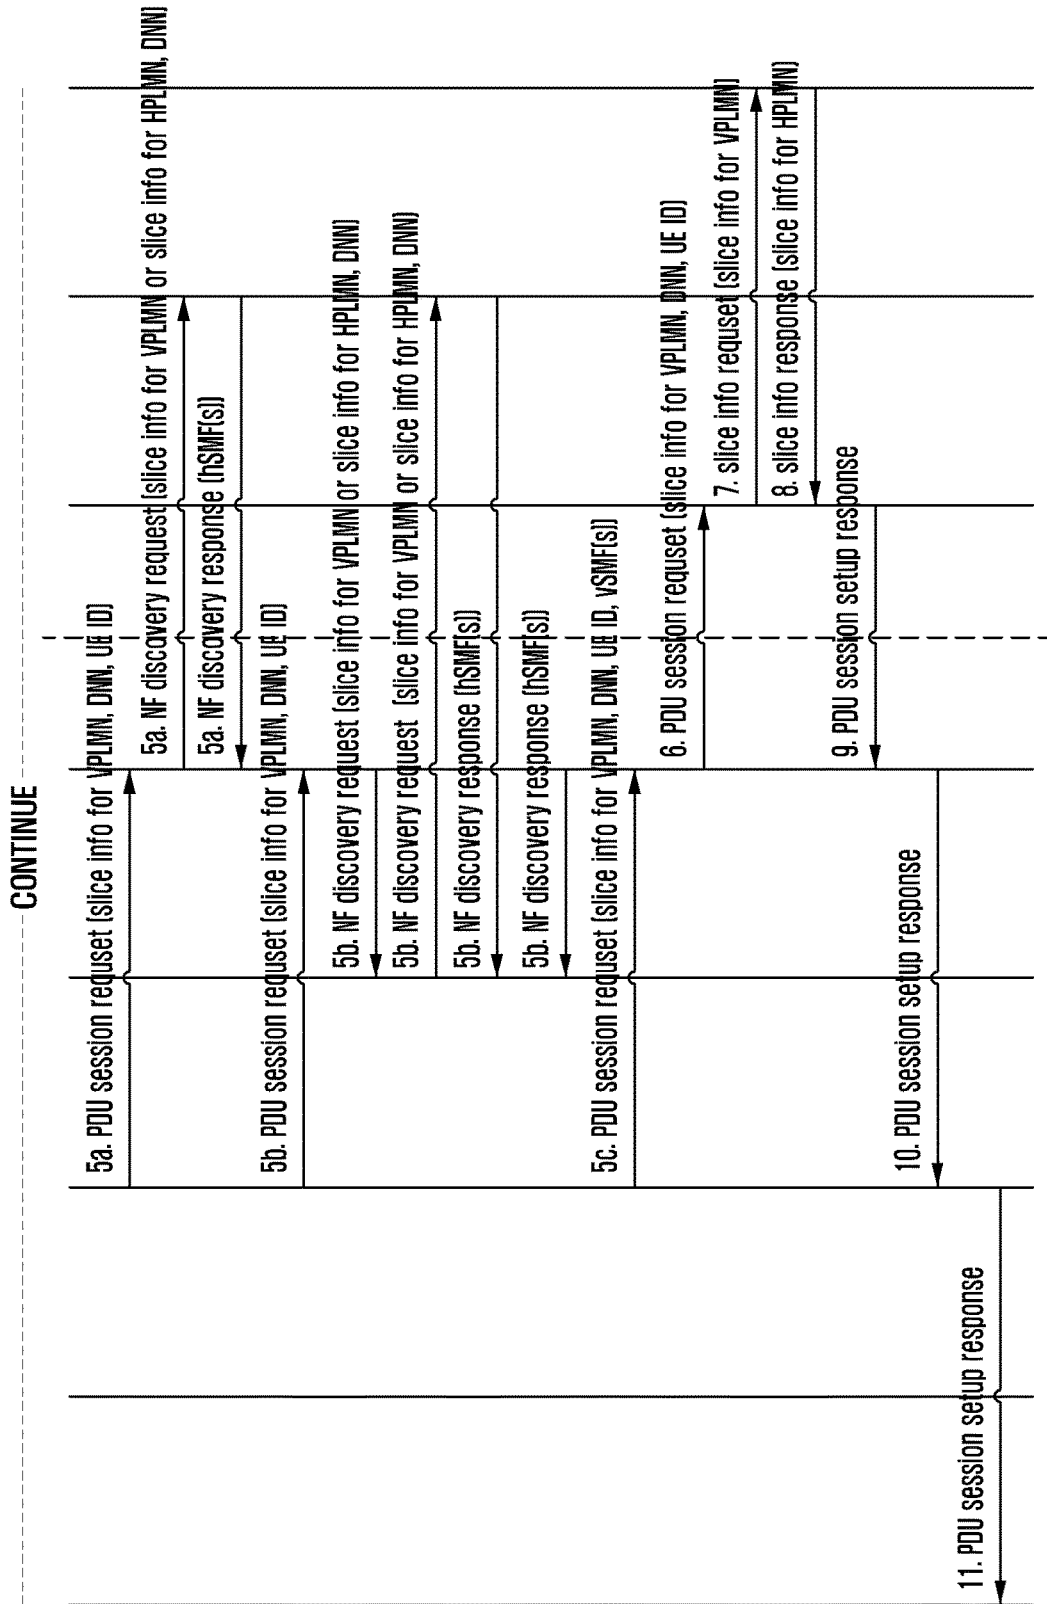 CONTINUE
5a. PDU session requset (slice info for VPLMN, DNN, UE ID)
5a. NF discovery request (slice info for VPLMN or slice info for HPLMN, DNN)
5a. NF discovery response (hSMF(s))
5b. PDU session requset (slice info for VPLMN, DNN, UE ID)
5b. NF discovery request (slice info for VPLMN or slice info for HPLMN, DNN)
5b. NF discovery request (slice info for VPLMN or slice info for HPLMN, DNN)
5b. NF discovery response (hSMF(s))
5b. NF discovery response (hSMF(s))
5c. PDU session requset (slice info for VPLMN, DNN, UE ID, vSMF(s))
6. PDU session requset (slice info for VPLMN, DNN, UE ID)
7. slice info requset (slice info for VPLMN)
8. slice info response (slice info for HPLMN)
9. PDU session setup response
10. PDU session setup response
11. PDU session setup response